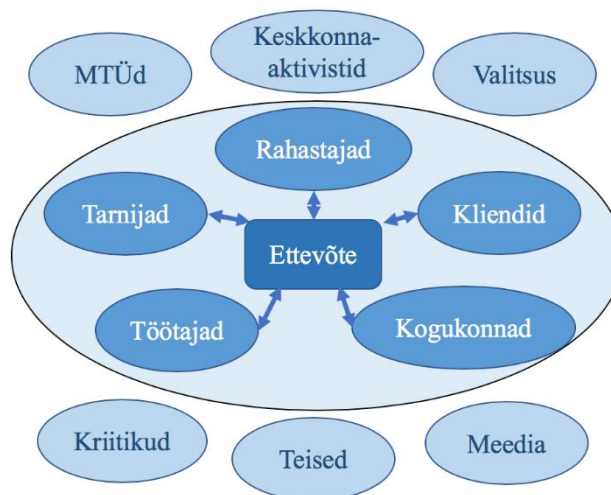 Keskkonna-
aktivistid
MTÜd
Valitsus
Rahastajad
Tarnijad
Kliendid
Ettevõte
Töötajad
Kogukonnad
Kriitikud
Teised
Meedia